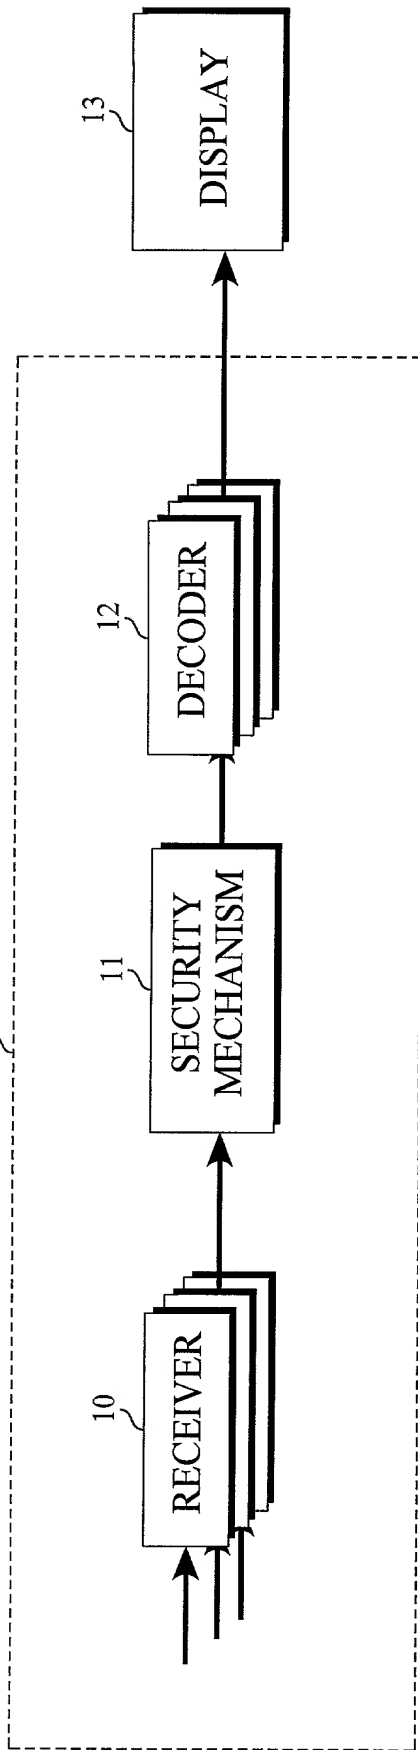 10
RECEIVER
11
SECURITY
MECHANISM
12
DECODER
13
DISPLAY